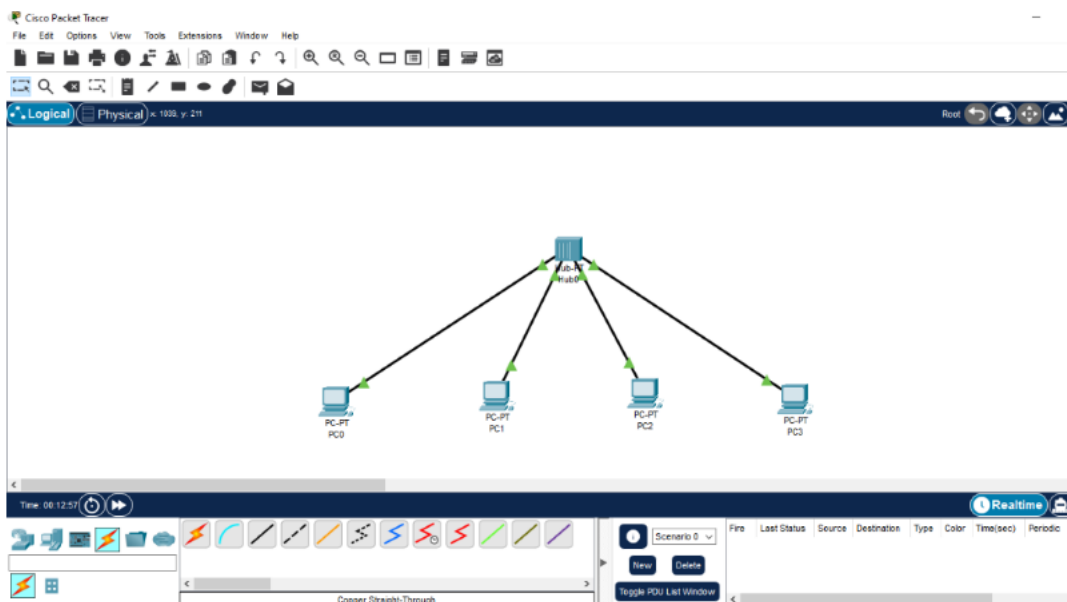 Cisco Packet Tracer
File Edit Options View Tools Extensions Window Help
Logical Physical x: 1038, y: 211 Root
Hub-PT
Hub0
PC-PT
PC0
PC-PT
PC1
PC-PT
PC2
PC-PT
PC3
Time: 00:12:57 Realtime
Scenario 0
Fire Last Status Source Destination Type Color Time(sec) Periodic
New Delete
Toggle PDU List Window
Copper Straight-Through